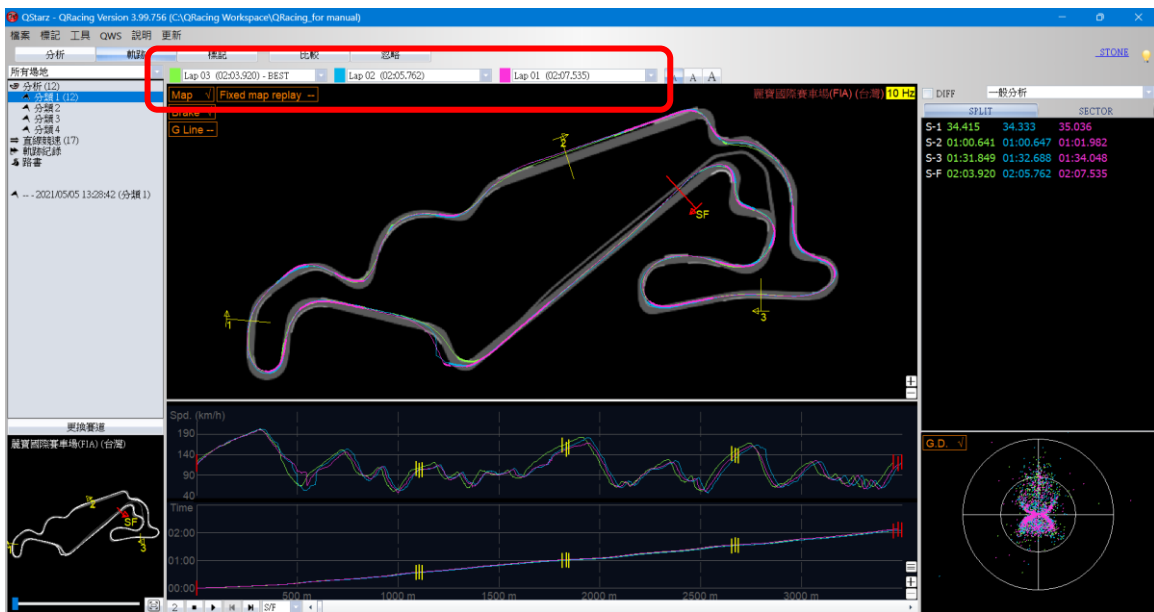 QStarz - QRacing Version 3.99.756 (C:\QRacing Workspace\QRacing_for manual)
檔案 標記 工具 QWS 說明 更新
分析 軌跡 標記 比較 忽略
STONE
所有場地
Lap 03 (02:03.920) - BEST
Lap 02 (02:05.762)
Lap 01 (02:07.535)
A A A
分析 (12)
分類 1 (12)
分類 2
分類 3
分類 4
直線競速 (17)
軌跡紀錄
路書
--- 2021/05/05 13:28:42 (分類 1)
Map √ Fixed map replay --
Brake √
G Line --
麗寶國際賽車場(FIA) (台灣) 10 Hz
2
SF
1
3
DIFF 一般分析
SPLIT SECTOR
S-1 34.415 34.333 35.036
S-2 01:00.641 01:00.647 01:01.982
S-3 01:31.849 01:32.688 01:34.048
S-F 02:03.920 02:05.762 02:07.535
更換賽道
麗寶國際賽車場(FIA) (台灣)
2
SF
1
3
Spd. (km/h)
190
140
90
40
Time
02:00
01:00
00:00
500 m 1000 m 1500 m 2000 m 2500 m 3000 m
2 S/F
G.D. √